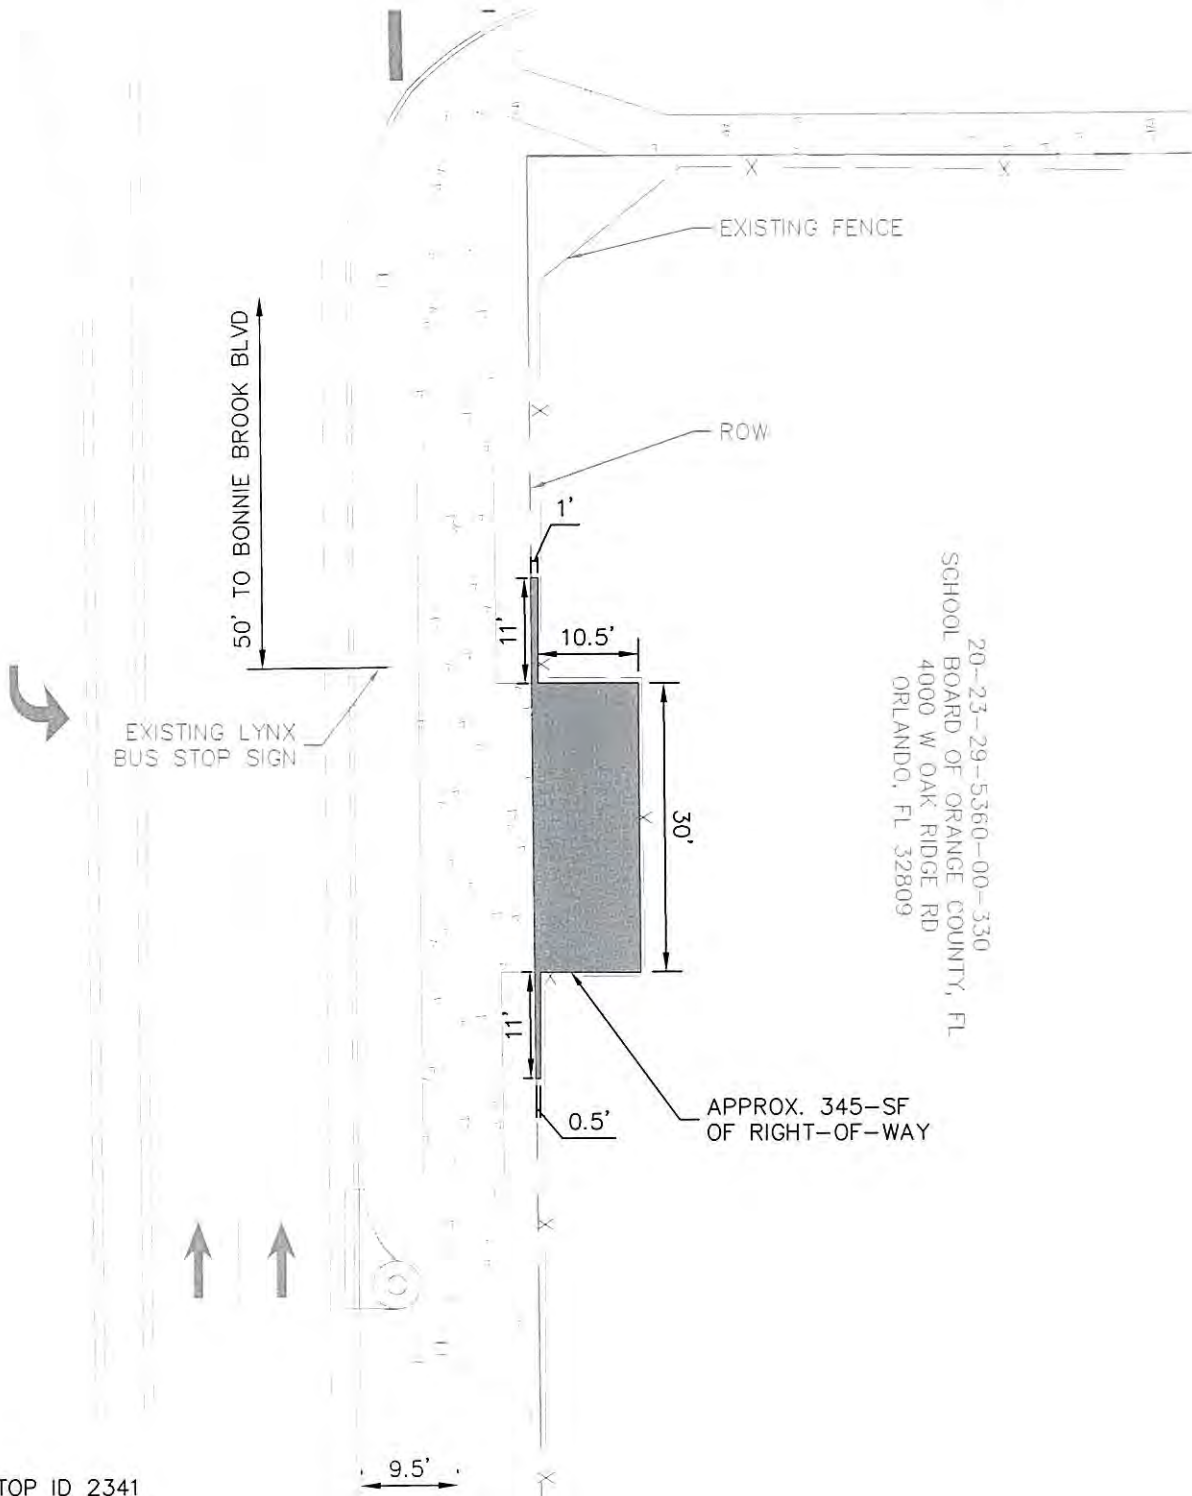 EXISTING FENCE
50' TO BONNIE BROOK BLVD
ROW
1'
11'
10.5'
EXISTING LYNX
BUS STOP SIGN
30'
20-23-29-5360-00-330
SCHOOL BOARD OF ORANGE COUNTY, FL
4000 W OAK RIDGE RD
ORLANDO, FL 32809
11'
0.5'
APPROX. 345-SF
OF RIGHT-OF-WAY
9.5'
TOP ID 2341